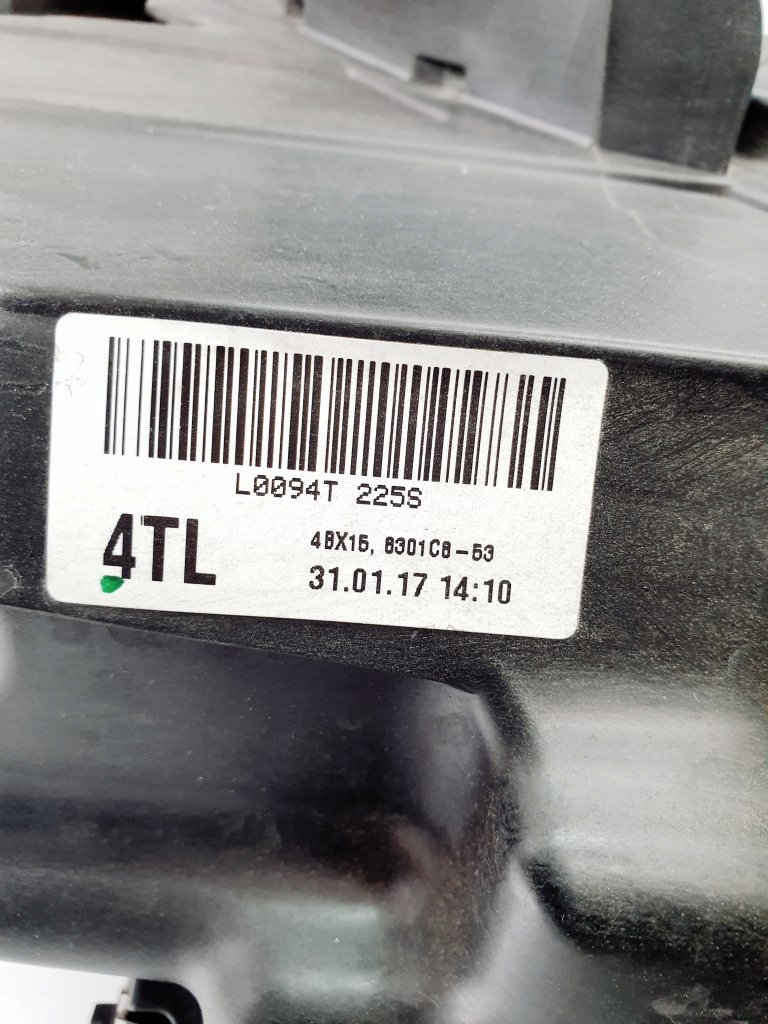 L0094T 225S
4TL
4BX15, 8301C8-53
31.01.17 14:10